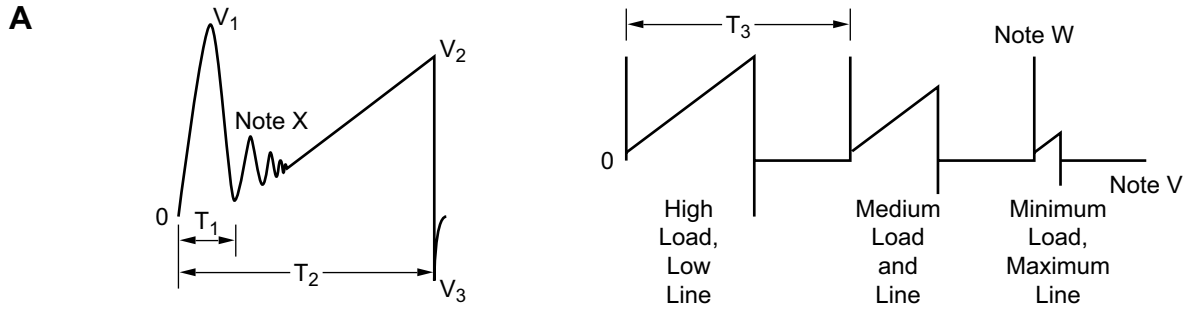 A
V1
V2
Note X
0
T1
T2
V3
T3
Note W
0
Note V
High
Load,
Low
Line
Medium
Load
and
Line
Minimum
Load,
Maximum
Line